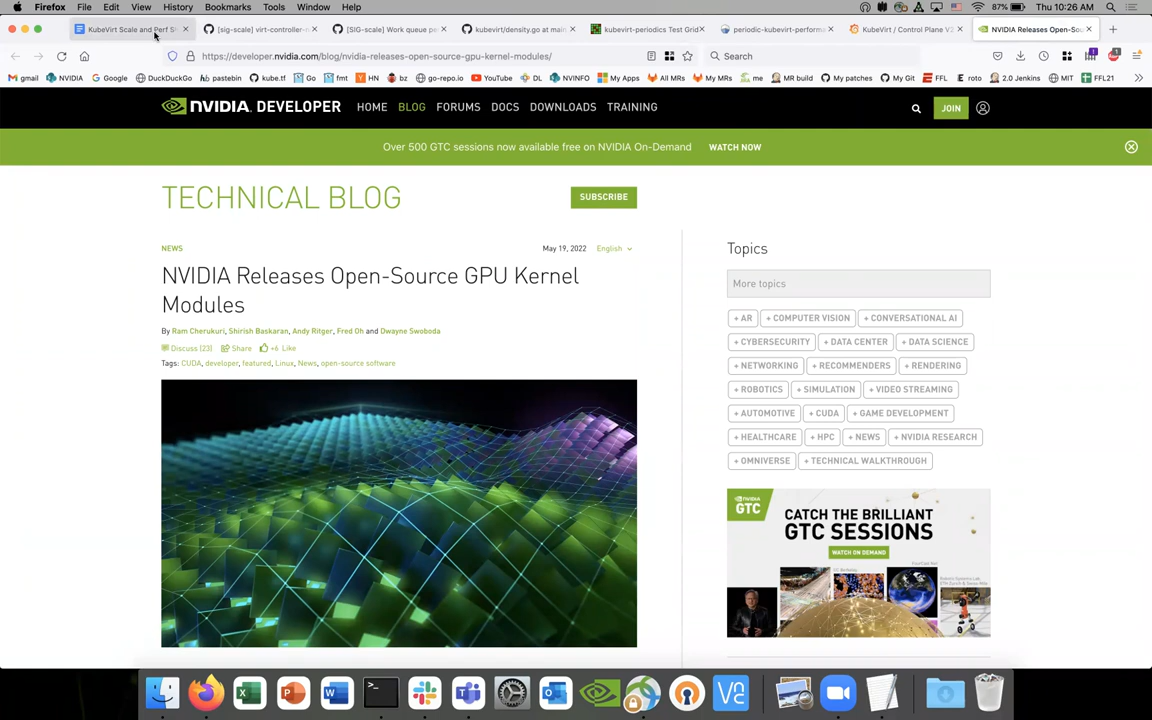 Firefox File Edit View History Bookmarks Tools Window Help
87% Thu 10:26 AM
KubeVirt Scale and Perf S
[sig-scale] virt-controller-m
[SIG-scale] Work queue pe
kubevirt/density.go at main
kubevirt-periodics Test Grid
periodic-kubevirt-performa
KubeVirt / Control Plane V2
NVIDIA Releases Open-So
https://developer.nvidia.com/blog/nvidia-releases-open-source-gpu-kernel-modules/
Search
gmail NVIDIA Google DuckDuckGo pastebin kube.tf Go fmt HN bz go-repo.io YouTube DL NVINFO My Apps All MRs My MRs me MR build My patches My Git FFL roto 2.0 Jenkins MIT FFL21
NVIDIA. DEVELOPER HOME BLOG FORUMS DOCS DOWNLOADS TRAINING
JOIN
Over 500 GTC sessions now available free on NVIDIA On-Demand WATCH NOW
TECHNICAL BLOG
SUBSCRIBE
NEWS
May 19, 2022 English
NVIDIA Releases Open-Source GPU Kernel
Modules
By Ram Cherukuri, Shirish Baskaran, Andy Ritger, Fred Oh and Dwayne Swoboda
Discuss (23) Share +6 Like
Tags: CUDA, developer, featured, Linux, News, open-source software
Topics
More topics
+ AR + COMPUTER VISION + CONVERSATIONAL AI
+ CYBERSECURITY + DATA CENTER + DATA SCIENCE
+ NETWORKING + RECOMMENDERS + RENDERING
+ ROBOTICS + SIMULATION + VIDEO STREAMING
+ AUTOMOTIVE + CUDA + GAME DEVELOPMENT
+ HEALTHCARE + HPC + NEWS + NVIDIA RESEARCH
+ OMNIVERSE + TECHNICAL WALKTHROUGH
GTC
CATCH THE BRILLIANT
GTC SESSIONS
WATCH ON DEMAND